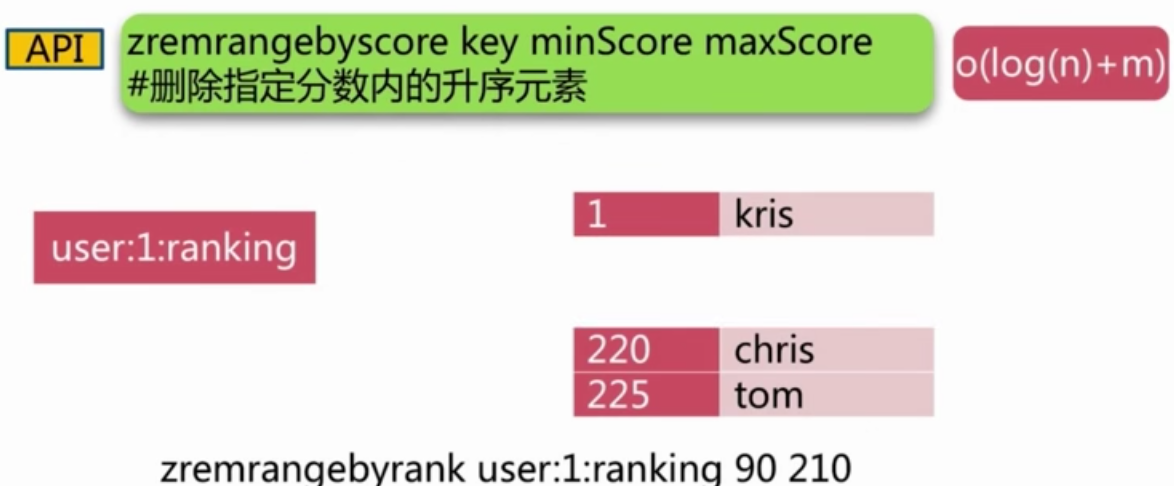 API
zremrangebyscore key minScore maxScore
#删除指定分数内的升序元素
o(log(n)+m)
user:1:ranking
1 kris
220 chris
225 tom
zremrangebyrank user:1:ranking 90 210